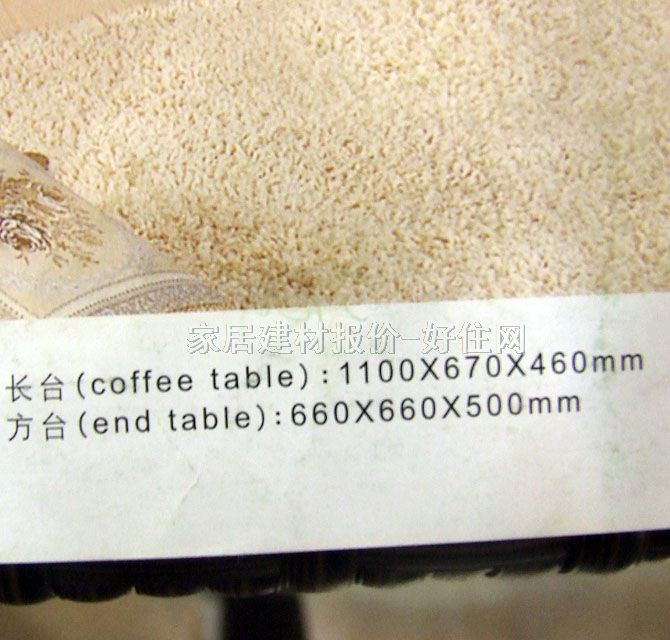 家居建材报价-好住网
长台(coffee table):1100X670X460mm
方台(end table):660X660X500mm